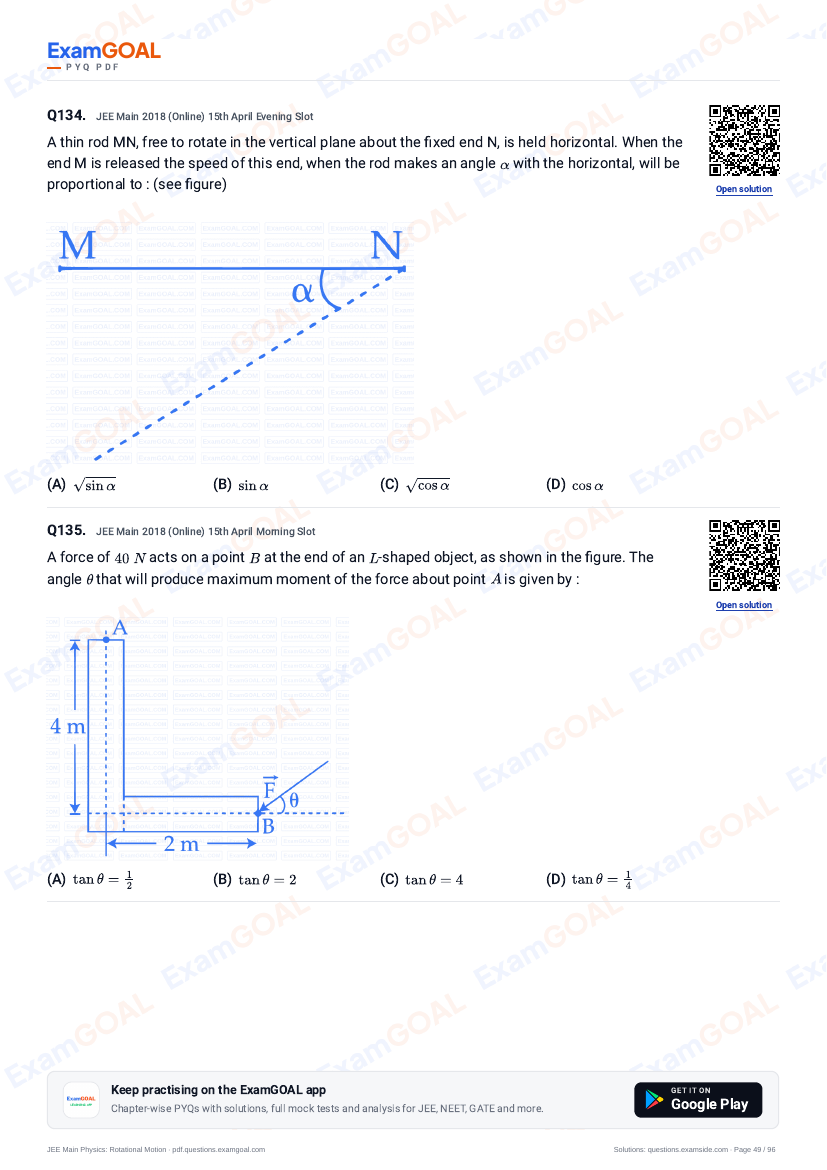 ExamGOAL
PYQ PDF
Q134. JEE Main 2018 (Online) 15th April Evening Slot
A thin rod MN, free to rotate in the vertical plane about the fixed end N, is held horizontal. When the
end M is released the speed of this end, when the rod makes an angle α with the horizontal, will be
proportional to : (see figure)
Open solution
M N
α
(A) √sin α (B) sin α (C) √cos α (D) cos α
Q135. JEE Main 2018 (Online) 15th April Morning Slot
A force of 40 N acts on a point B at the end of an L-shaped object, as shown in the figure. The
angle θ that will produce maximum moment of the force about point A is given by :
Open solution
A
4 m
F⃗
θ
B
2 m
(A) tan θ = 1/2 (B) tan θ = 2 (C) tan θ = 4 (D) tan θ = 1/4
Keep practising on the ExamGOAL app
Chapter-wise PYQs with solutions, full mock tests and analysis for JEE, NEET, GATE and more.
GET IT ON
Google Play
JEE Main Physics: Rotational Motion · pdf.questions.examgoal.com Solutions: questions.examside.com · Page 49 / 96